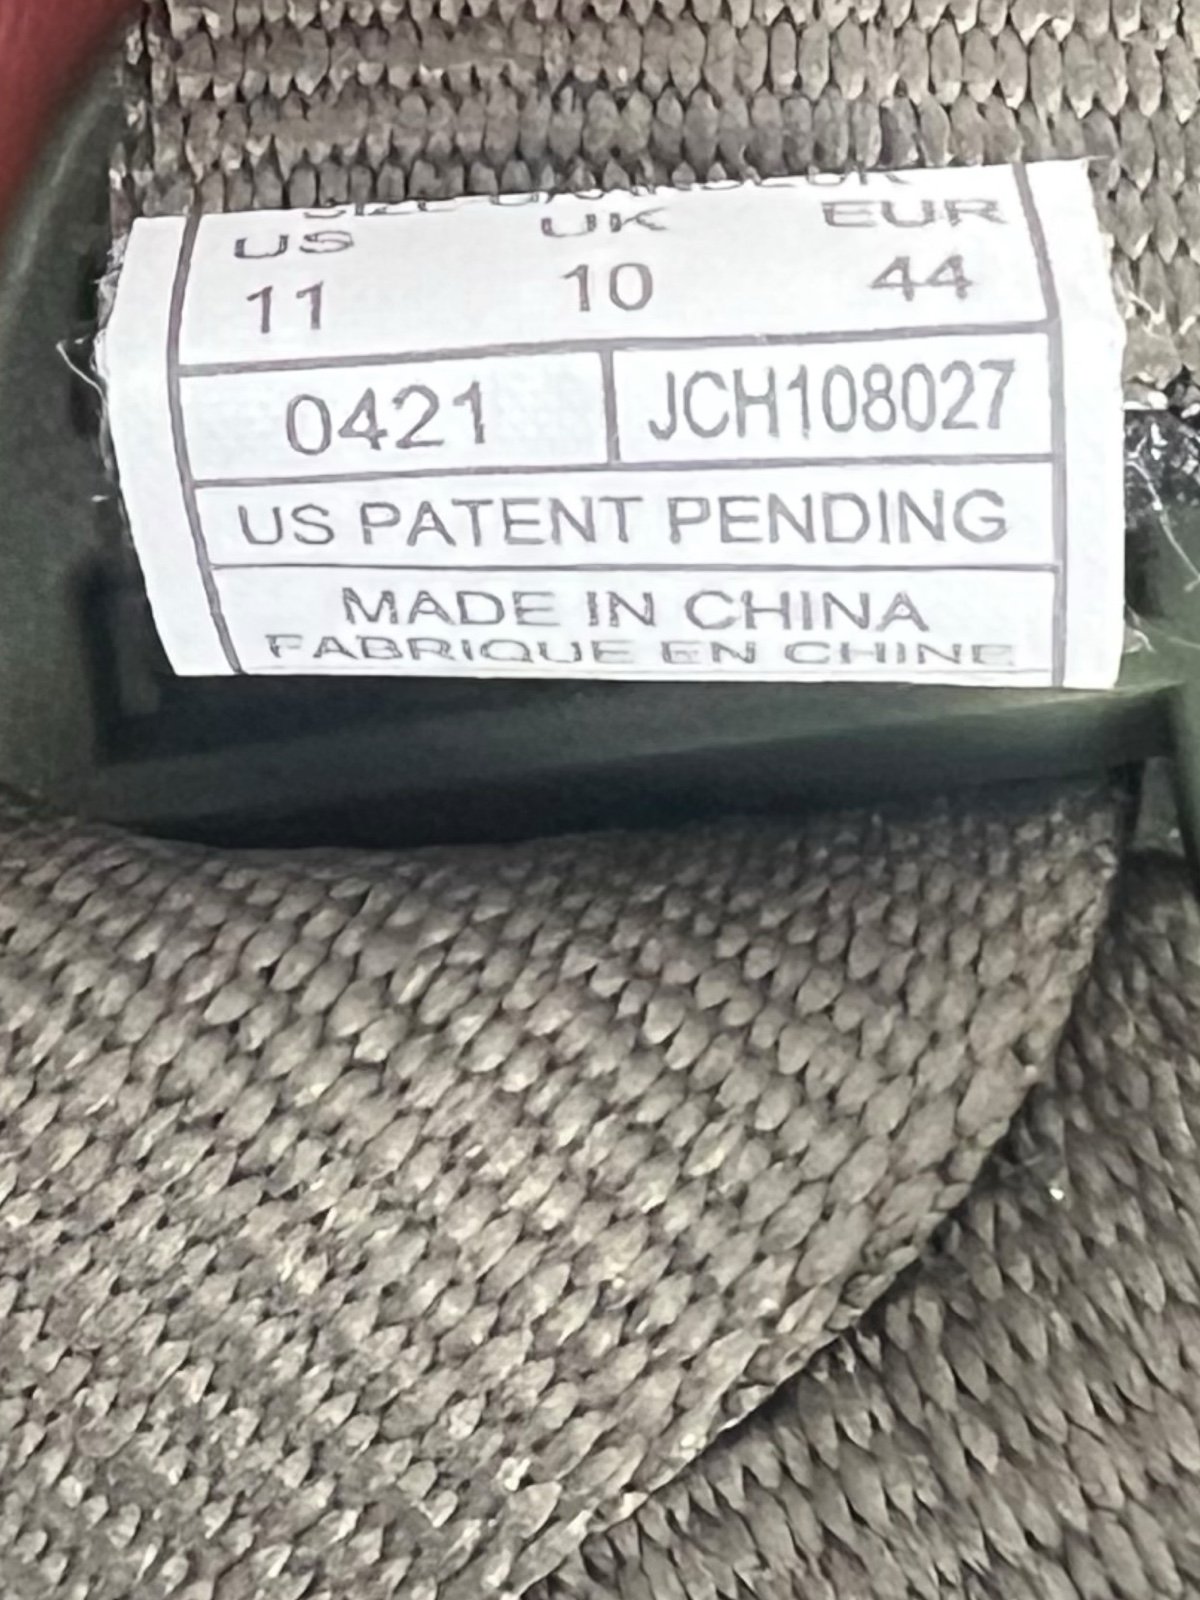 US UK EUR
11 10 44
0421 JCH108027
US PATENT PENDING
MADE IN CHINA
FABRIQUE EN CHINE